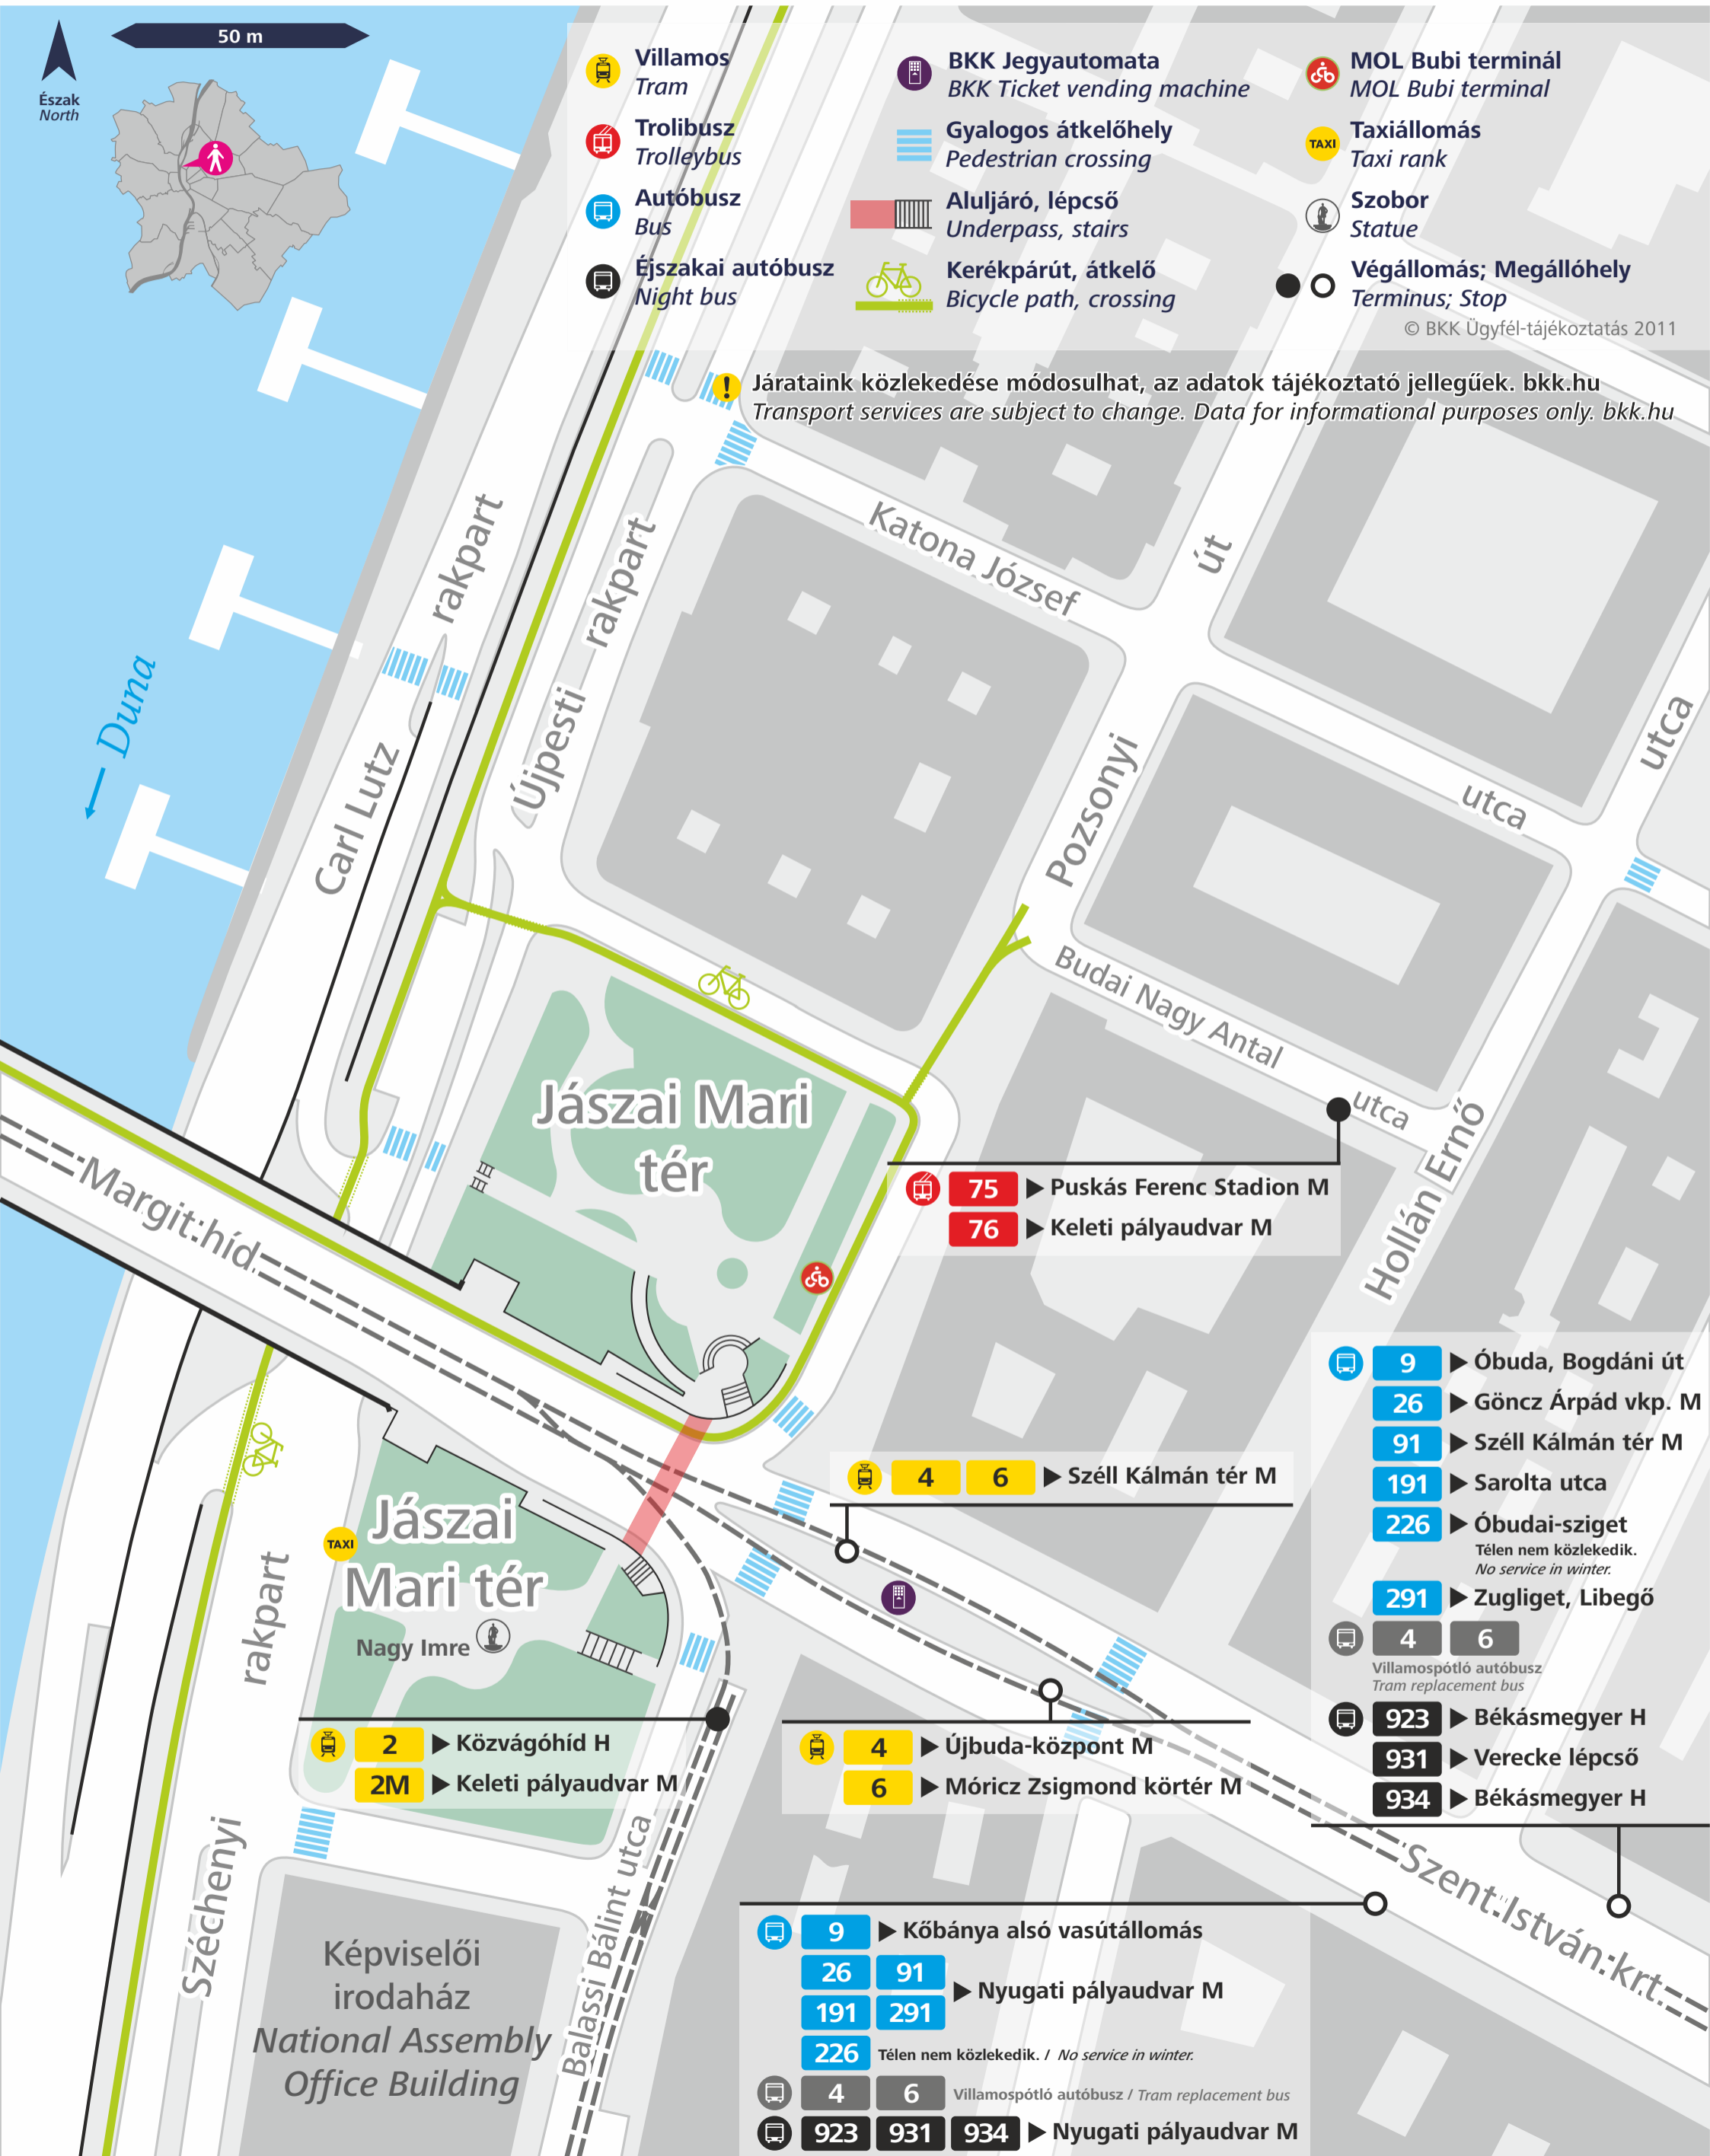 50 m
Észak
North
Villamos
Tram
Trolibusz
Trolleybus
Autóbusz
Bus
Éjszakai autóbusz
Night bus
BKK Jegyautomata
BKK Ticket vending machine
Gyalogos átkelőhely
Pedestrian crossing
Aluljáró, lépcső
Underpass, stairs
Kerékpárút, átkelő
Bicycle path, crossing
MOL Bubi terminál
MOL Bubi terminal
TAXI
Taxiállomás
Taxi rank
Szobor
Statue
Végállomás; Megállóhely
Terminus; Stop
© BKK Ügyfél-tájékoztatás 2011
! Járataink közlekedése módosulhat, az adatok tájékoztató jellegűek. bkk.hu
Transport services are subject to change. Data for informational purposes only. bkk.hu
Duna
Carl Lutz rakpart
Újpesti rakpart
Katona József utca
Pozsonyi út
utca
Budai Nagy Antal utca
Hollán Ernő
Jászai Mari
tér
Margit híd
75 Puskás Ferenc Stadion M
76 Keleti pályaudvar M
9 Óbuda, Bogdáni út
26 Göncz Árpád vkp. M
91 Széll Kálmán tér M
191 Sarolta utca
226 Óbudai-sziget
Télen nem közlekedik.
No service in winter.
291 Zugliget, Libegő
4 6
Villamospótló autóbusz
Tram replacement bus
923 Békásmegyer H
931 Verecke lépcső
934 Békásmegyer H
4 6 Széll Kálmán tér M
TAXI
Jászai
Mari tér
Nagy Imre
2 Közvágóhíd H
2M Keleti pályaudvar M
4 Újbuda-központ M
6 Móricz Zsigmond körtér M
Széchenyi rakpart
Balassi Bálint utca
Szent István krt.
Képviselői
irodaház
National Assembly
Office Building
9 Kőbánya alsó vasútállomás
26 91
191 291
Nyugati pályaudvar M
226 Télen nem közlekedik. / No service in winter.
4 6 Villamospótló autóbusz / Tram replacement bus
923 931 934 Nyugati pályaudvar M